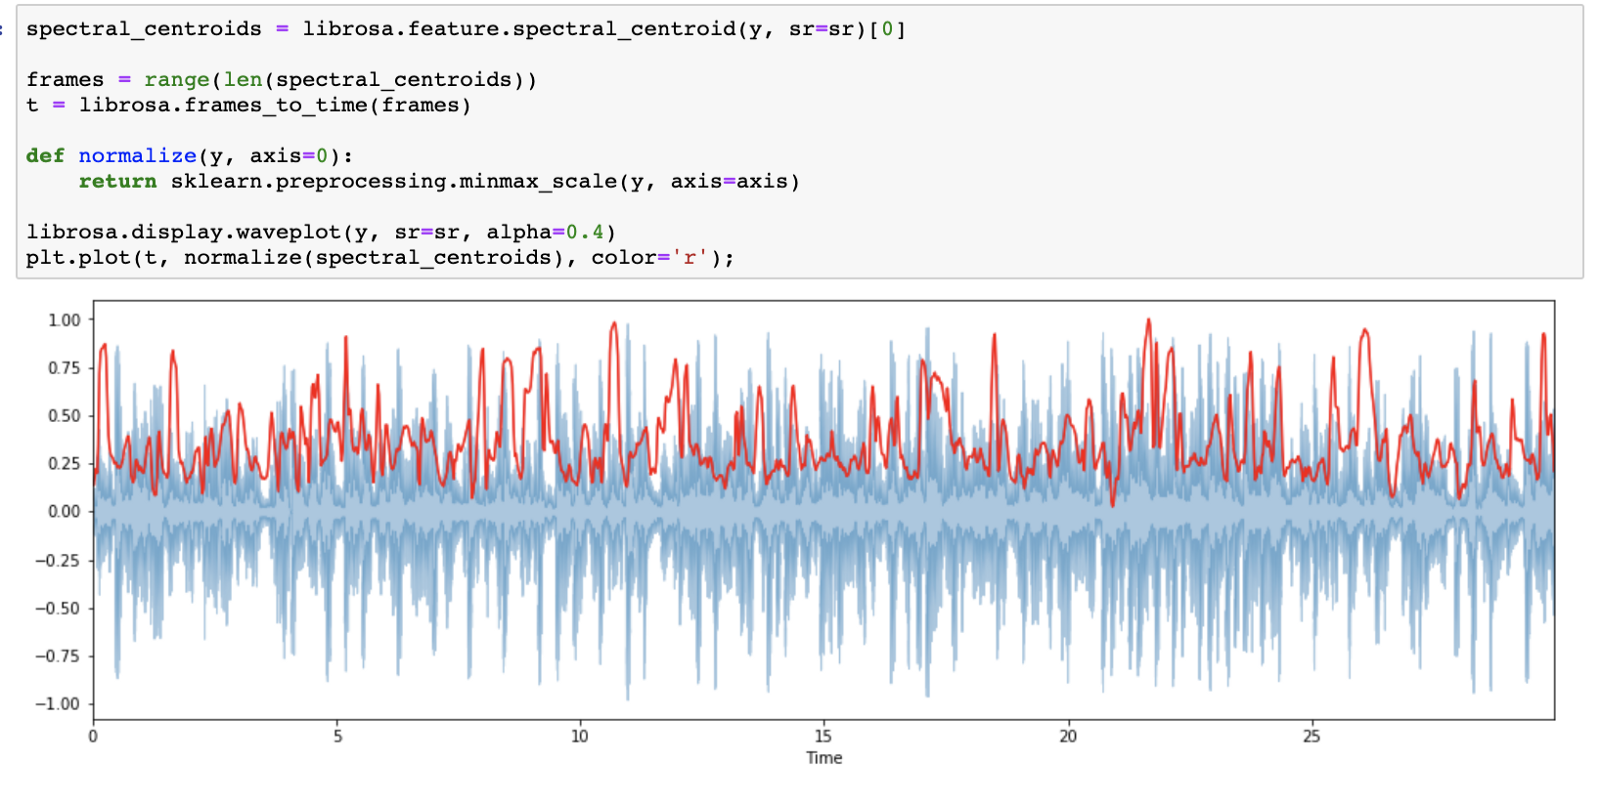 :
spectral_centroids = librosa.feature.spectral_centroid(y, sr=sr)[0]
frames = range(len(spectral_centroids))
t = librosa.frames_to_time(frames)
def normalize(y, axis=0):
    return sklearn.preprocessing.minmax_scale(y, axis=axis)
librosa.display.waveplot(y, sr=sr, alpha=0.4)
plt.plot(t, normalize(spectral_centroids), color='r');
1.00
0.75
0.50
0.25
0.00
−0.25
−0.50
−0.75
−1.00
0 5 10 15 20 25
Time